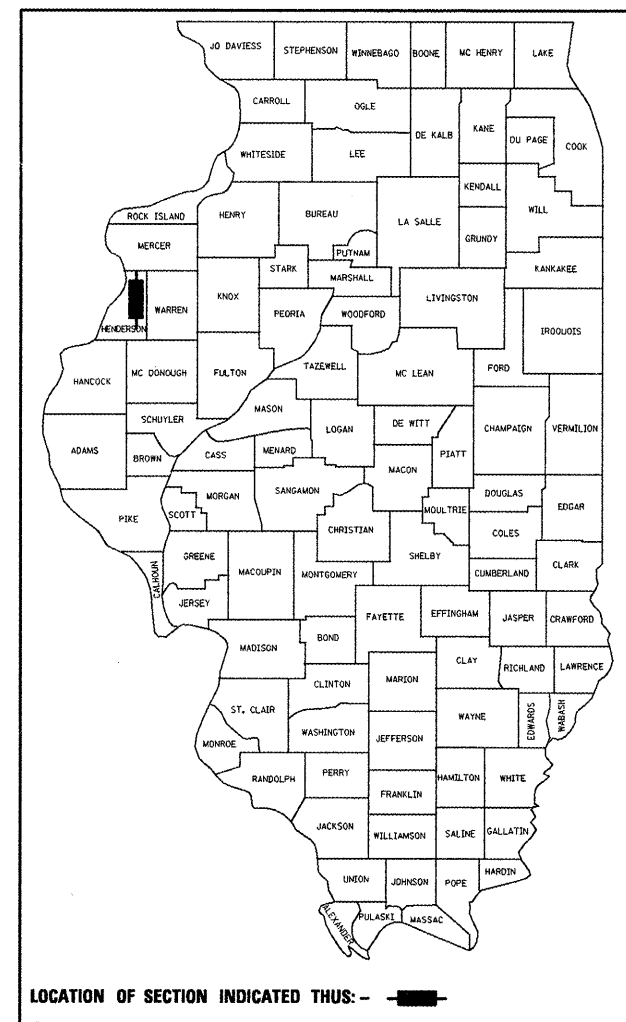 JO DAVIESS STEPHENSON WINNEBAGO BOONE MC HENRY LAKE
CARROLL OGLE DE KALB KANE DU PAGE COOK
WHITESIDE LEE
KENDALL WILL
ROCK ISLAND HENRY BUREAU LA SALLE GRUNDY
MERCER PUTNAM
STARK MARSHALL KANKAKEE
HENDERSON WARREN KNOX PEORIA WOODFORD LIVINGSTON IROQUOIS
HANCOCK MC DONOUGH FULTON TAZEWELL MC LEAN FORD
MASON
SCHUYLER LOGAN DE WITT CHAMPAIGN VERMILION
ADAMS BROWN CASS MENARD MACON PIATT
PIKE SCOTT MORGAN SANGAMON CHRISTIAN MOULTRIE DOUGLAS EDGAR
COLES
CALHOUN GREENE MACOUPIN MONTGOMERY SHELBY CUMBERLAND CLARK
JERSEY FAYETTE EFFINGHAM JASPER CRAWFORD
MADISON BOND
CLAY RICHLAND LAWRENCE
CLINTON MARION
ST. CLAIR WAYNE EDWARDS WABASH
WASHINGTON JEFFERSON
MONROE
RANDOLPH PERRY HAMILTON WHITE
FRANKLIN
JACKSON WILLIAMSON SALINE GALLATIN
UNION JOHNSON POPE HARDIN
ALEXANDER PULASKI MASSAC
LOCATION OF SECTION INDICATED THUS: -